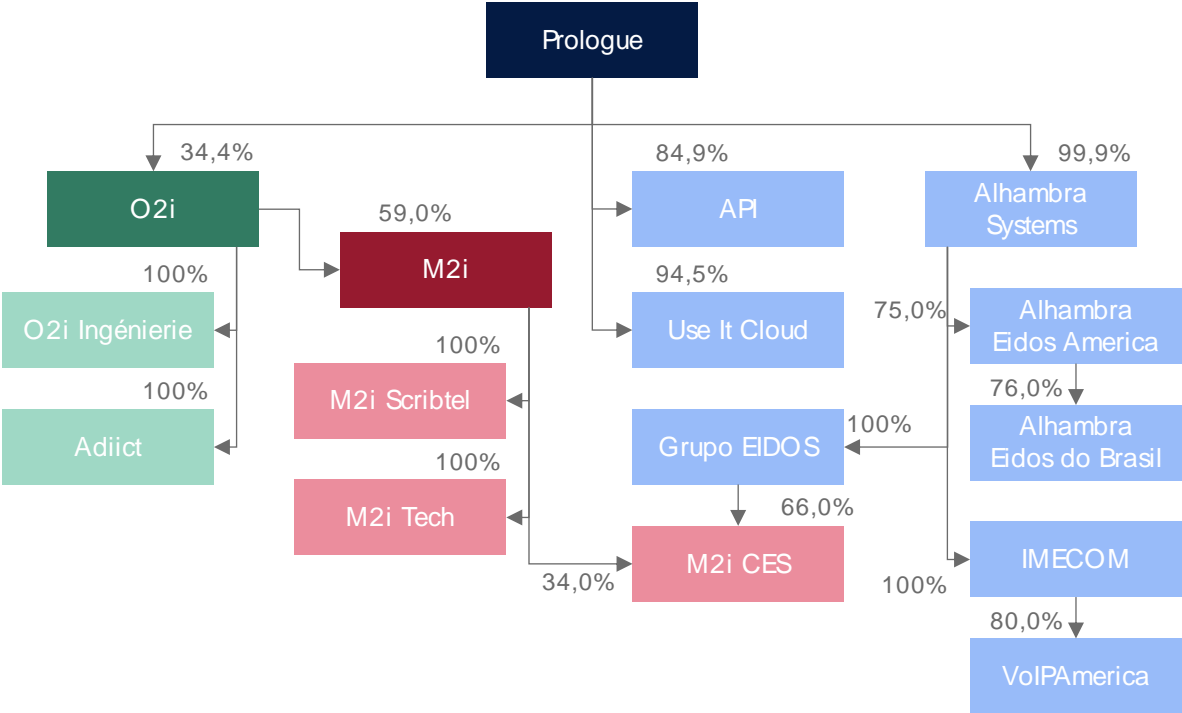 Prologue
34,4%
84,9%
99,9%
O2i
API
Alhambra
Systems
59,0%
M2i
100%
94,5%
O2i Ingénierie
Use It Cloud
75,0%
Alhambra
Eidos America
100%
M2i Scribtel
100%
Adiict
76,0%
100%
Grupo EIDOS
Alhambra
Eidos do Brasil
100%
M2i Tech
66,0%
M2i CES
34,0%
IMECOM
100%
80,0%
VoIPAmerica